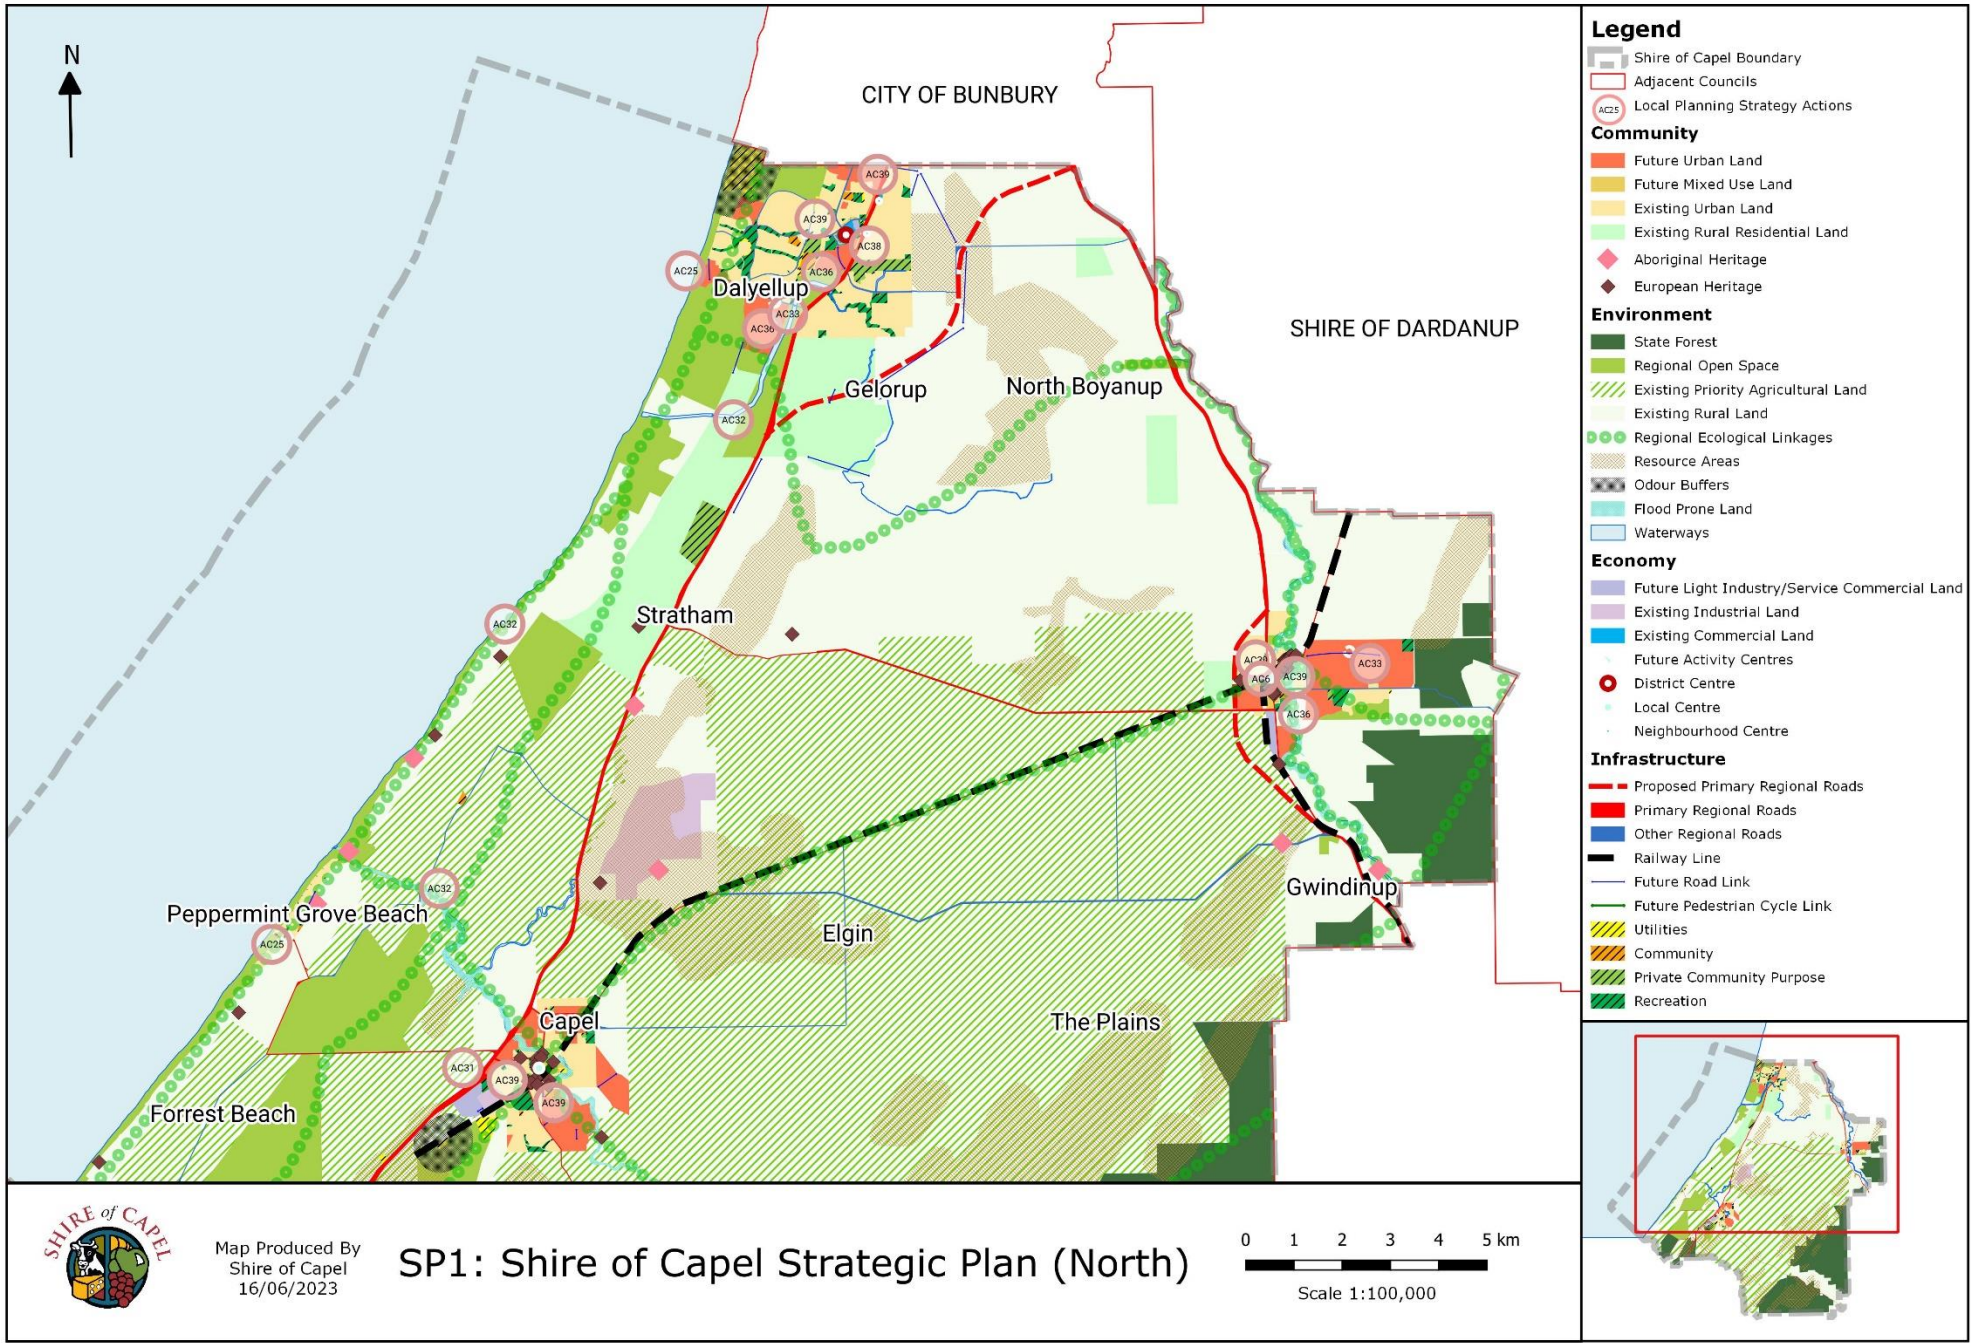 N
CITY OF BUNBURY
SHIRE OF DARDANUP
AC39
AC39
AC38
AC25
AC36
Dalyellup
AC33
AC36
Gelorup
North Boyanup
AC32
Stratham
AC32
AC6
AC39
AC33
AC36
AC32
Gwindinup
Peppermint Grove Beach
AC25
Elgin
Capel
The Plains
AC31
AC39
AC39
Forrest Beach
Legend
Shire of Capel Boundary
Adjacent Councils
AC25
Local Planning Strategy Actions
Community
Future Urban Land
Future Mixed Use Land
Existing Urban Land
Existing Rural Residential Land
Aboriginal Heritage
European Heritage
Environment
State Forest
Regional Open Space
Existing Priority Agricultural Land
Existing Rural Land
Regional Ecological Linkages
Resource Areas
Odour Buffers
Flood Prone Land
Waterways
Economy
Future Light Industry/Service Commercial Land
Existing Industrial Land
Existing Commercial Land
Future Activity Centres
District Centre
Local Centre
Neighbourhood Centre
Infrastructure
Proposed Primary Regional Roads
Primary Regional Roads
Other Regional Roads
Railway Line
Future Road Link
Future Pedestrian Cycle Link
Utilities
Community
Private Community Purpose
Recreation
SHIRE of CAPEL
Map Produced By
Shire of Capel
16/06/2023
SP1: Shire of Capel Strategic Plan (North)
0 1 2 3 4 5 km
Scale 1:100,000